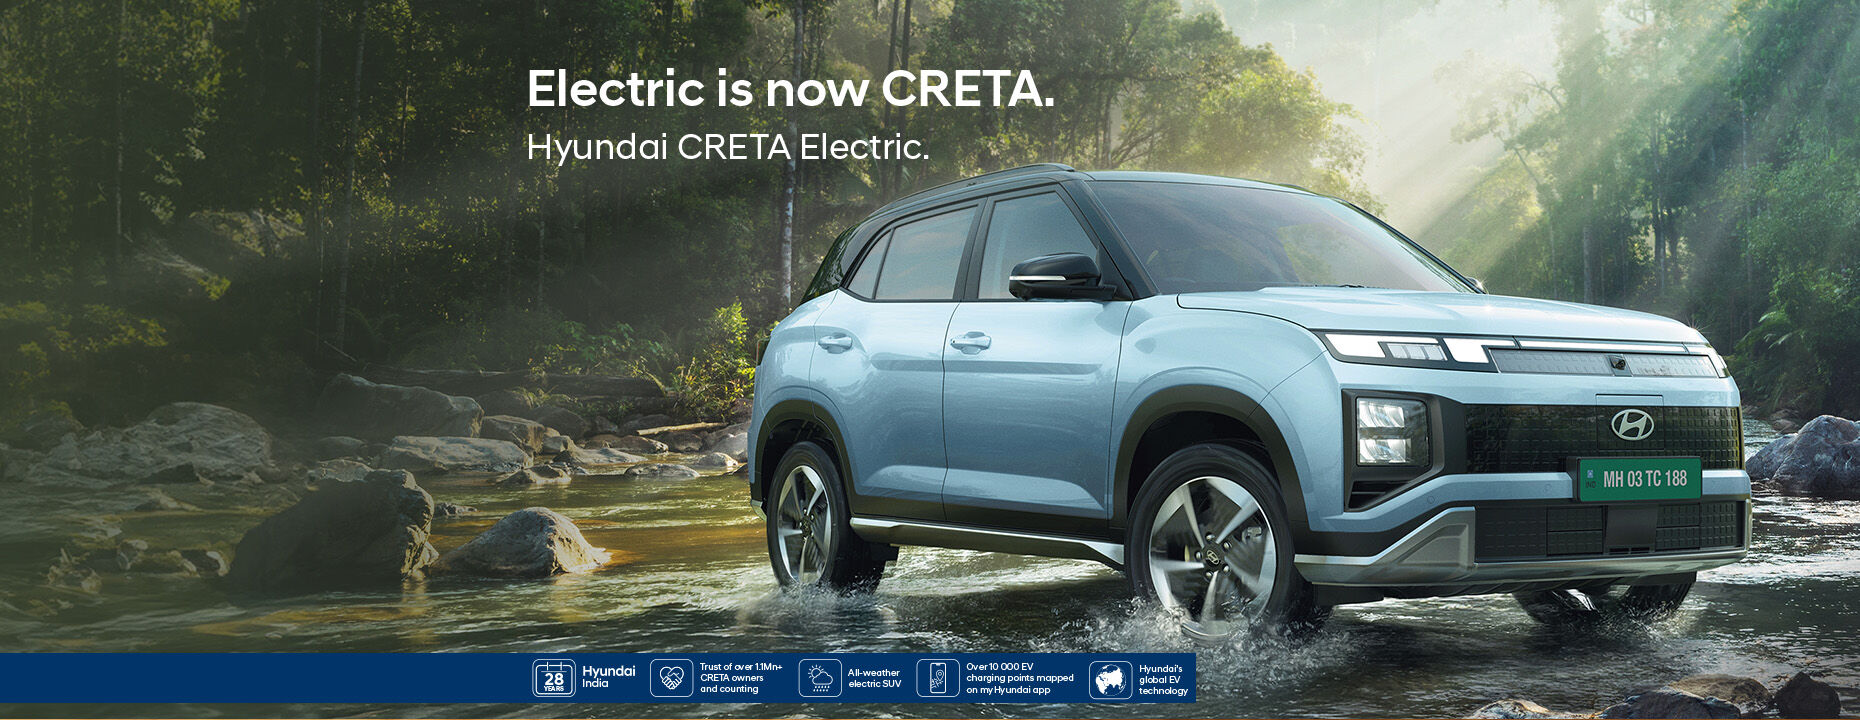 Electric is now CRETA.
Hyundai CRETA Electric.
IND
MH 03 TC 188
28
YEARS
Hyundai
India
Trust of over 1.1Mn+
CRETA owners
and counting
All-weather
electric SUV
Over 10 000 EV
charging points mapped
on myHyundai app
Hyundai's
global EV
technology